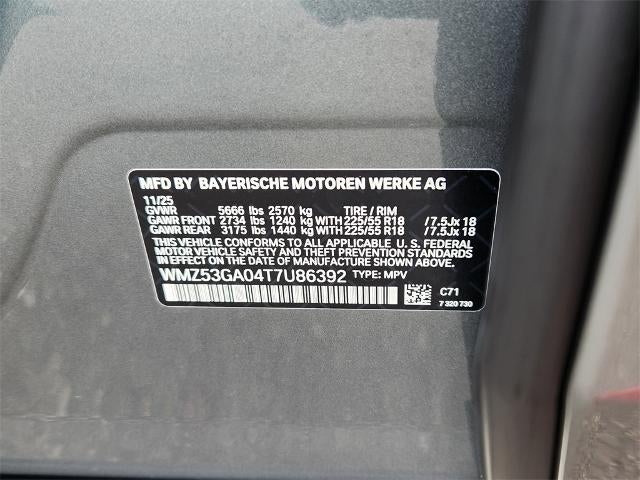 MFD BY BAYERISCHE MOTOREN WERKE AG
11/25
GVWR 5666 lbs 2570 kg TIRE / RIM
GAWR FRONT 2734 lbs 1240 kg WITH 225/55 R18 /7.5Jx 18
GAWR REAR 3175 lbs 1440 kg WITH 225/55 R18 /7.5Jx 18
THIS VEHICLE CONFORMS TO ALL APPLICABLE U. S. FEDERAL
MOTOR VEHICLE SAFETY AND THEFT PREVENTION STANDARDS
IN EFFECT ON THE DATE OF MANUFACTURE SHOWN ABOVE.
WMZ53GA04T7U86392 TYPE: MPV
C71
7 320 730